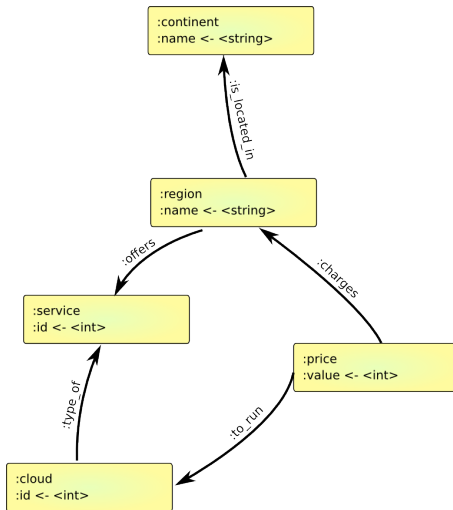 :continent
:name <- <string>
:is_located_in
:region
:name <- <string>
:offers
:charges
:service
:id <- <int>
:price
:value <- <int>
:type_of
:to_run
:cloud
:id <- <int>